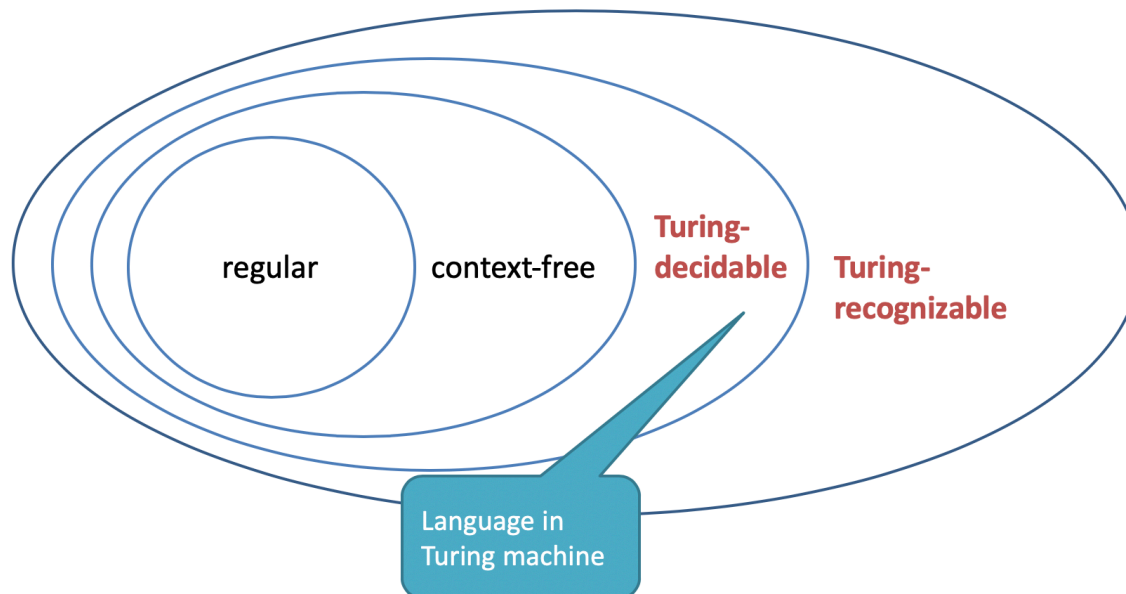 regular
context-free
Turing-
decidable
Turing-
recognizable
Language in
Turing machine